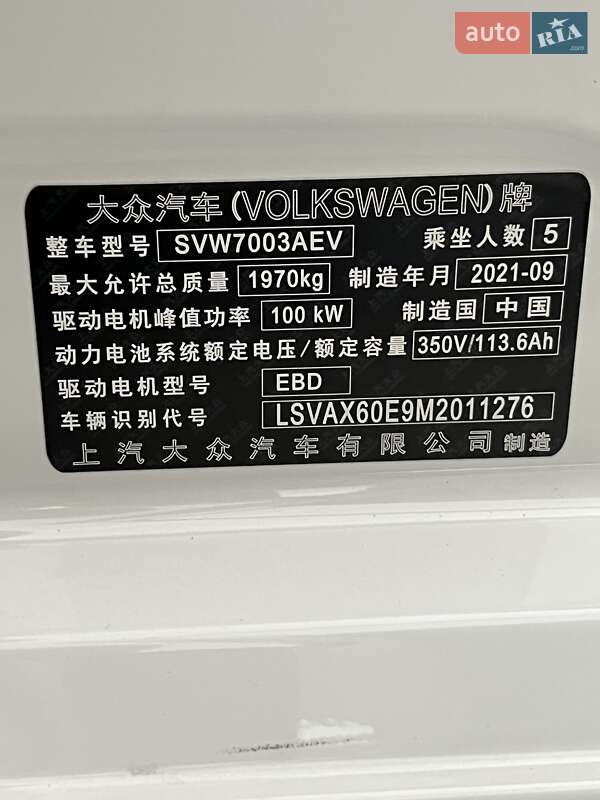 auto RIA.com
大众汽车(VOLKSWAGEN)牌
整车型号 SVW7003AEV 乘坐人数 5
最大允许总质量 1970kg 制造年月 2021-09
驱动电机峰值功率 100 kW 制造国 中国
动力电池系统额定电压/额定容量 350V/113.6Ah
驱动电机型号 EBD
车辆识别代号 LSVAX60E9M2011276
上汽大众汽车有限公司制造